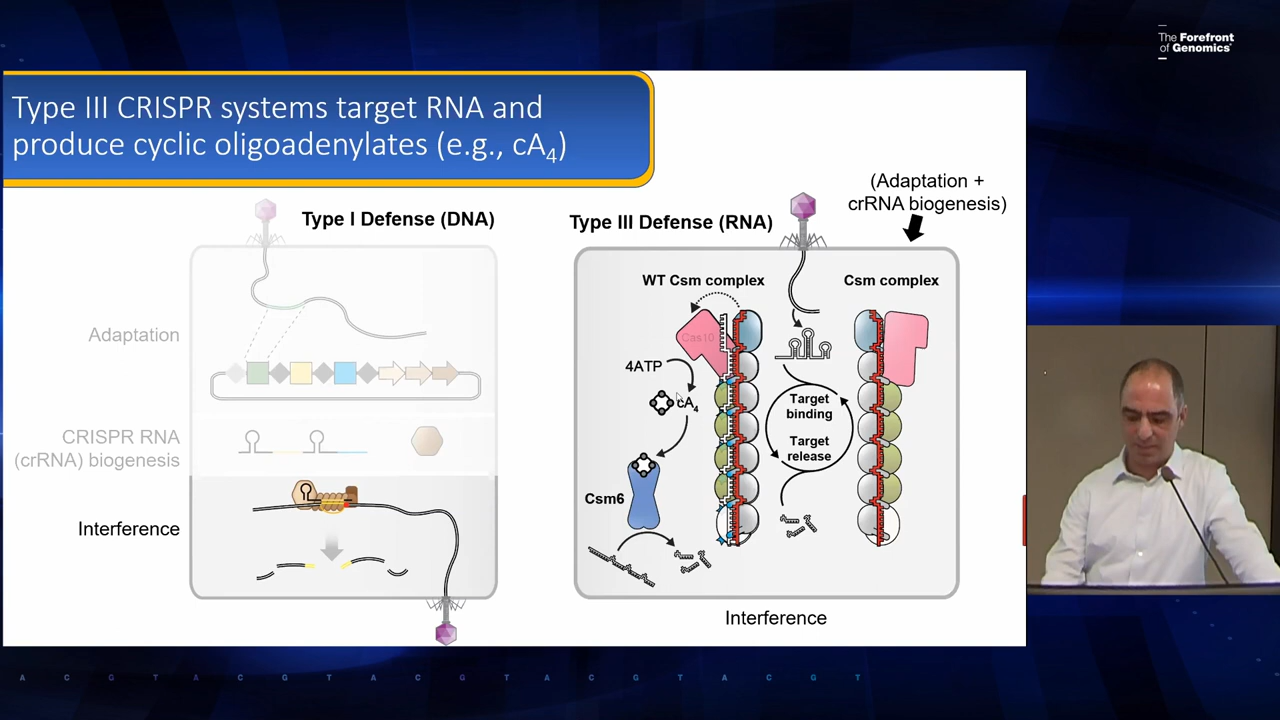 The Forefront
of Genomics®
Type III CRISPR systems target RNA and
produce cyclic oligoadenylates (e.g., cA4)
(Adaptation +
crRNA biogenesis)
Type I Defense (DNA)
Type III Defense (RNA)
WT Csm complex
Csm complex
Adaptation
Cas10
4ATP
cA4
Target
binding
Target
release
CRISPR RNA
(crRNA) biogenesis
Csm6
Interference
Interference
A C G T A C G T A C G T A C G T A C G T